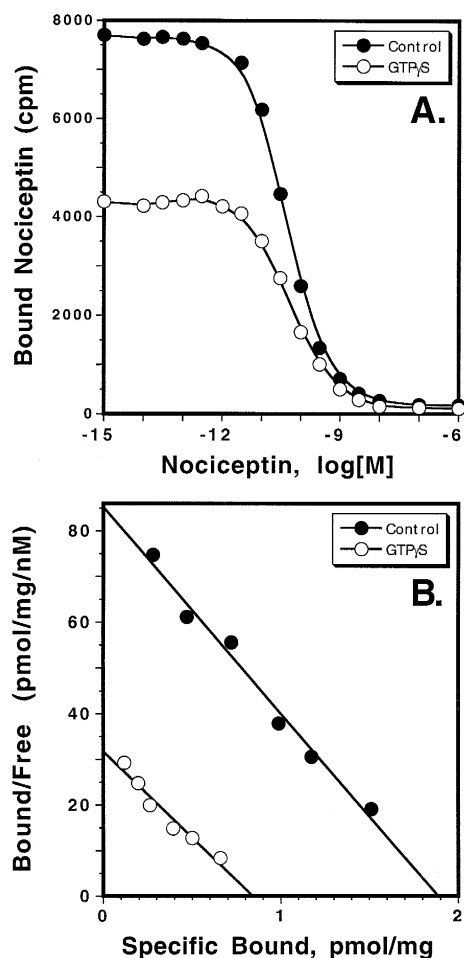 8000
6000
4000
2000
0
Bound Nociceptin (cpm)
Control
GTPγS
A.
-15
-12
-9
-6
Nociceptin, log[M]
80
60
40
20
0
Bound/Free (pmol/mg/nM)
Control
GTPγS
B.
0
1
2
Specific Bound, pmol/mg